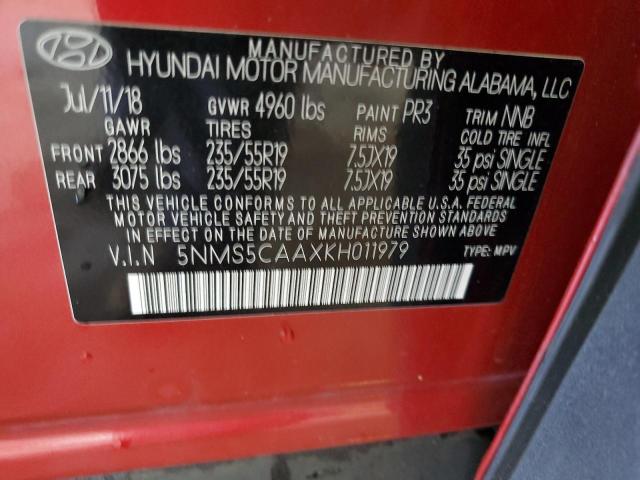 MANUFACTURED BY
HYUNDAI MOTOR MANUFACTURING ALABAMA, LLC
Jul/11/18 GVWR 4960 lbs PAINT PR3 TRIM NNB
GAWR TIRES RIMS COLD TIRE INFL
FRONT 2866 lbs 235/55R19 7.5JX19 35 psi SINGLE
REAR 3075 lbs 235/55R19 7.5JX19 35 psi SINGLE
THIS VEHICLE CONFORMS TO ALL APPLICABLE U.S.A. FEDERAL
MOTOR VEHICLE SAFETY AND THEFT PREVENTION STANDARDS
IN EFFECT ON THE DATE OF MANUFACTURE SHOWN ABOVE.
V.I.N 5NMS5CAAXKH011979 TYPE: MPV